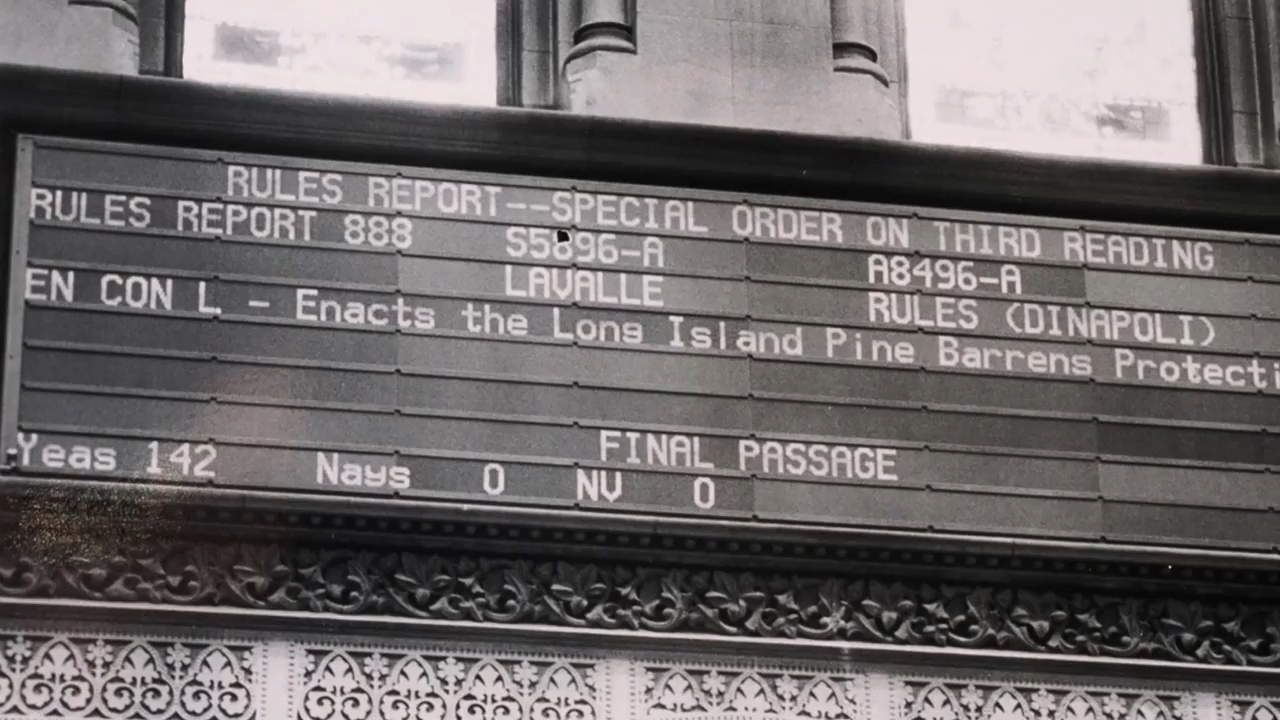 RULES REPORT--SPECIAL ORDER ON THIRD READING
RULES REPORT 888 S5896-A A8496-A
LAVALLE RULES (DINAPOLI)
EN CON L - Enacts the Long Island Pine Barrens Protecti
FINAL PASSAGE
Yeas 142 Nays 0 NV 0